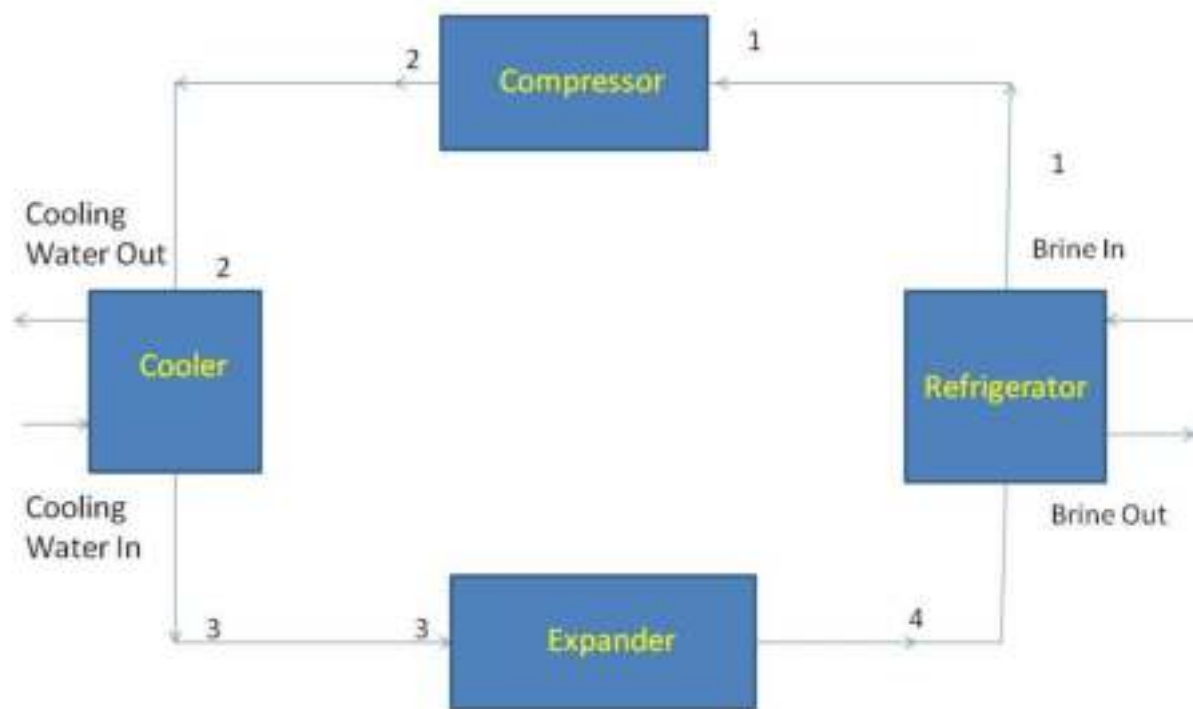 2
Compressor
1
1
Cooling
Water Out
2
Brine In
Cooler
Refrigerator
Cooling
Water In
Brine Out
3
3
Expander
4